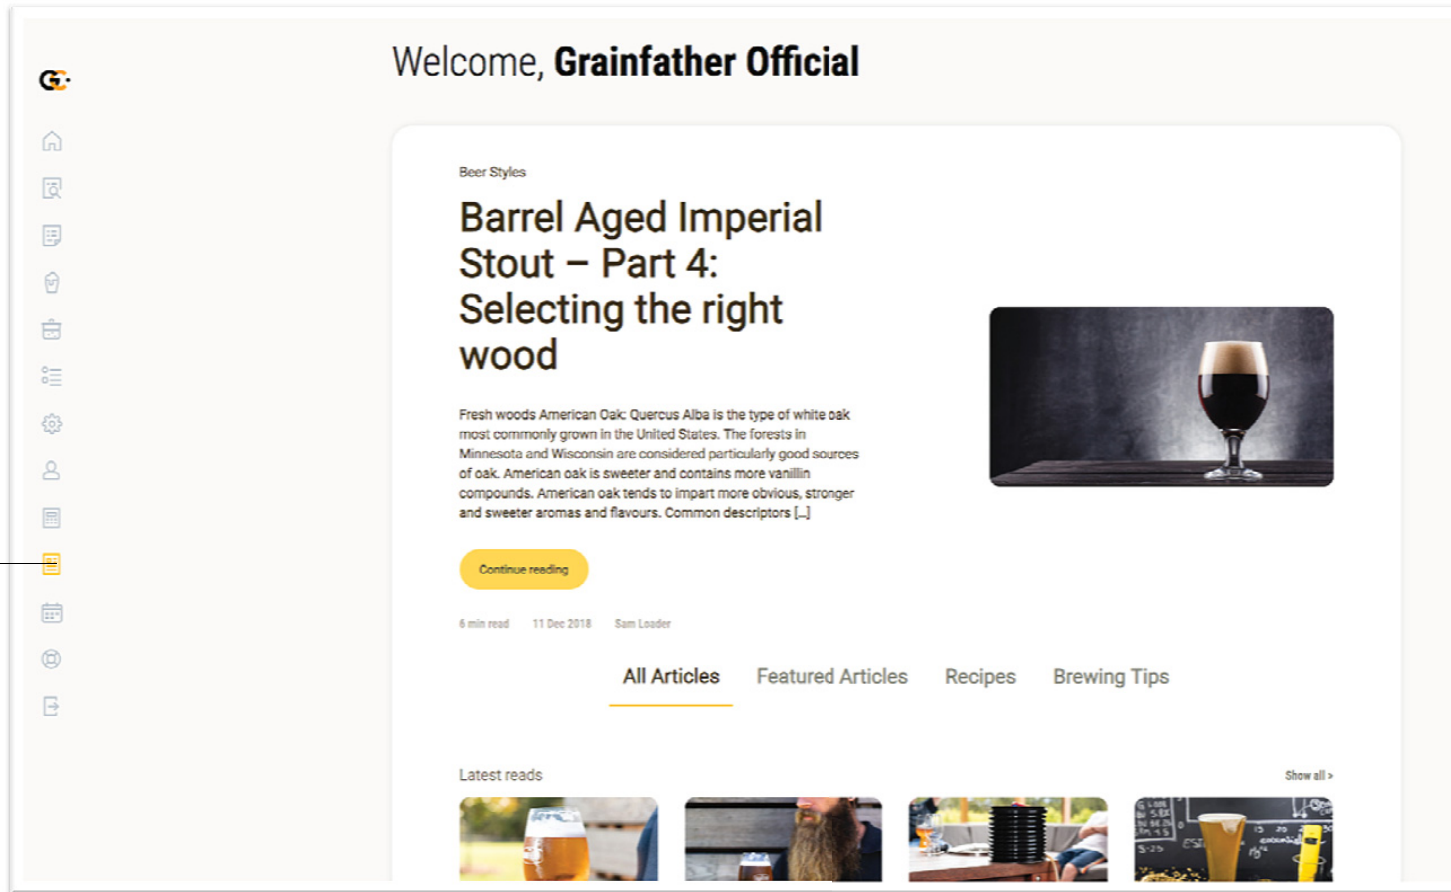 GC
Welcome, Grainfather Official
Beer Styles
Barrel Aged Imperial
Stout – Part 4:
Selecting the right
wood
Fresh woods American Oak: Quercus Alba is the type of white oak
most commonly grown in the United States. The forests in
Minnesota and Wisconsin are considered particularly good sources
of oak. American oak is sweeter and contains more vanillin
compounds. American oak tends to impart more obvious, stronger
and sweeter aromas and flavours. Common descriptors [...]
Continue reading
6 min read 11 Dec 2018 Sam Loader
All Articles Featured Articles Recipes Brewing Tips
Latest reads Show all >